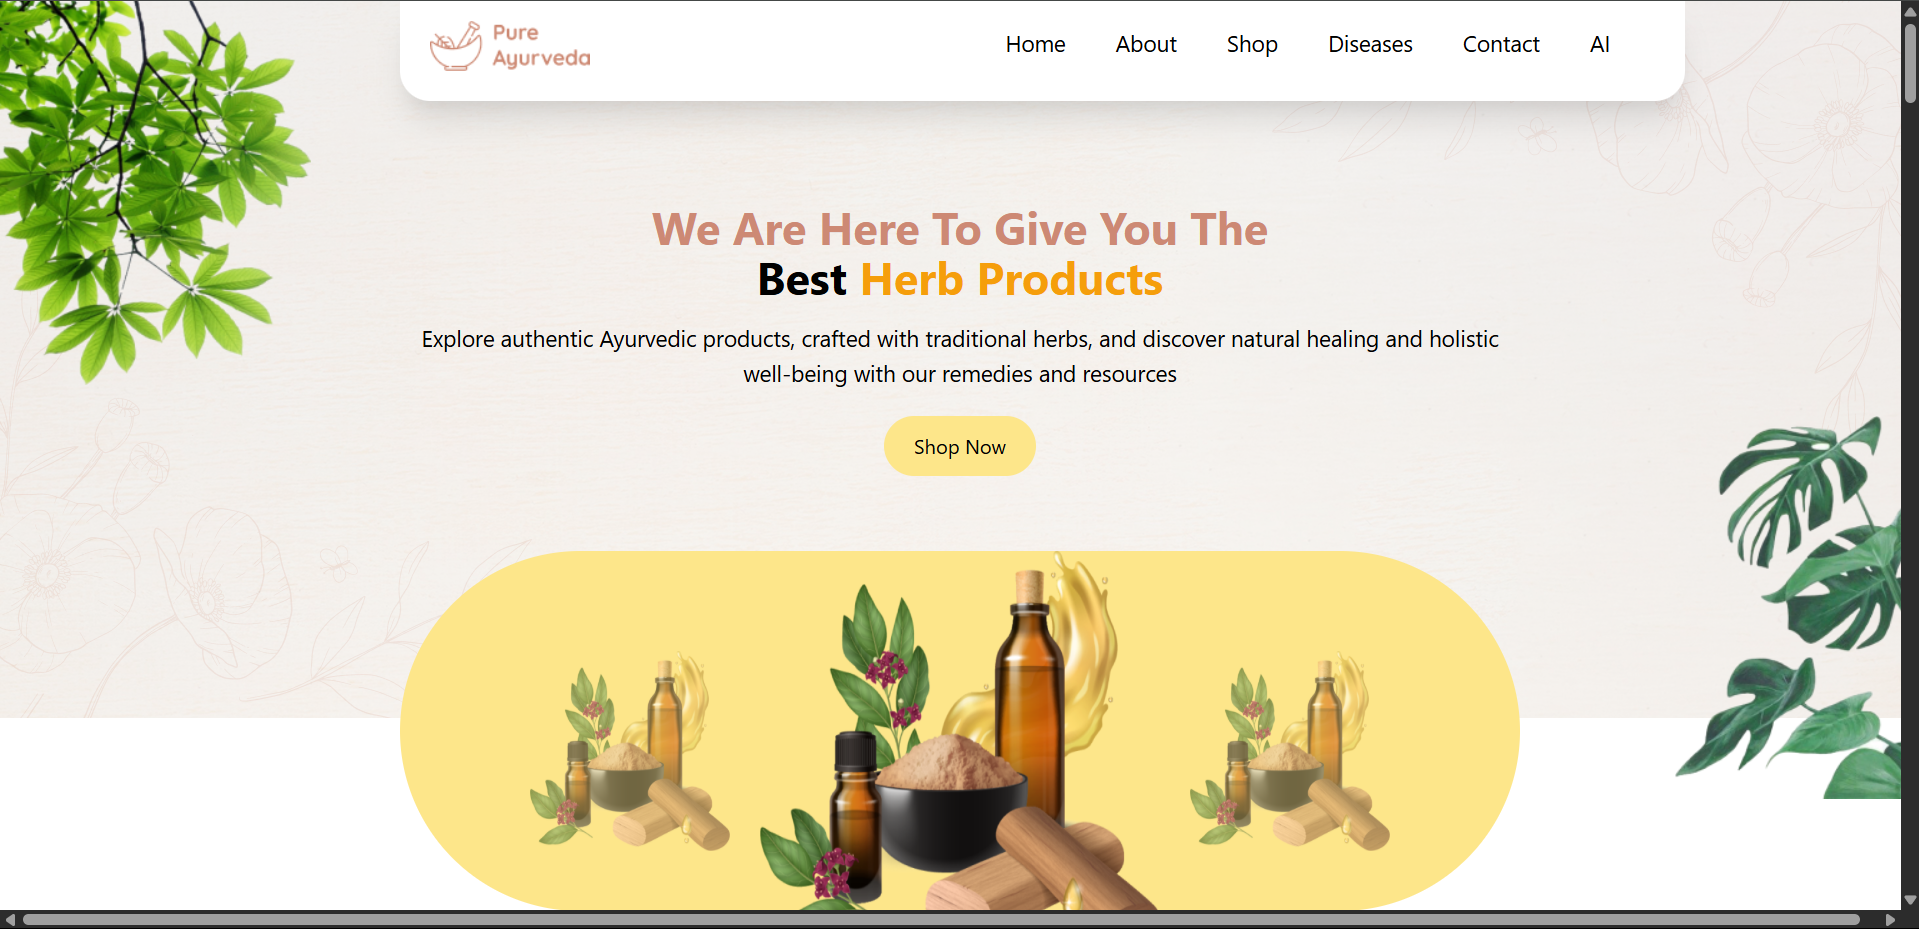 Pure
Ayurveda
Home About Shop Diseases Contact AI
We Are Here To Give You The
Best Herb Products
Explore authentic Ayurvedic products, crafted with traditional herbs, and discover natural healing and holistic
well-being with our remedies and resources
Shop Now